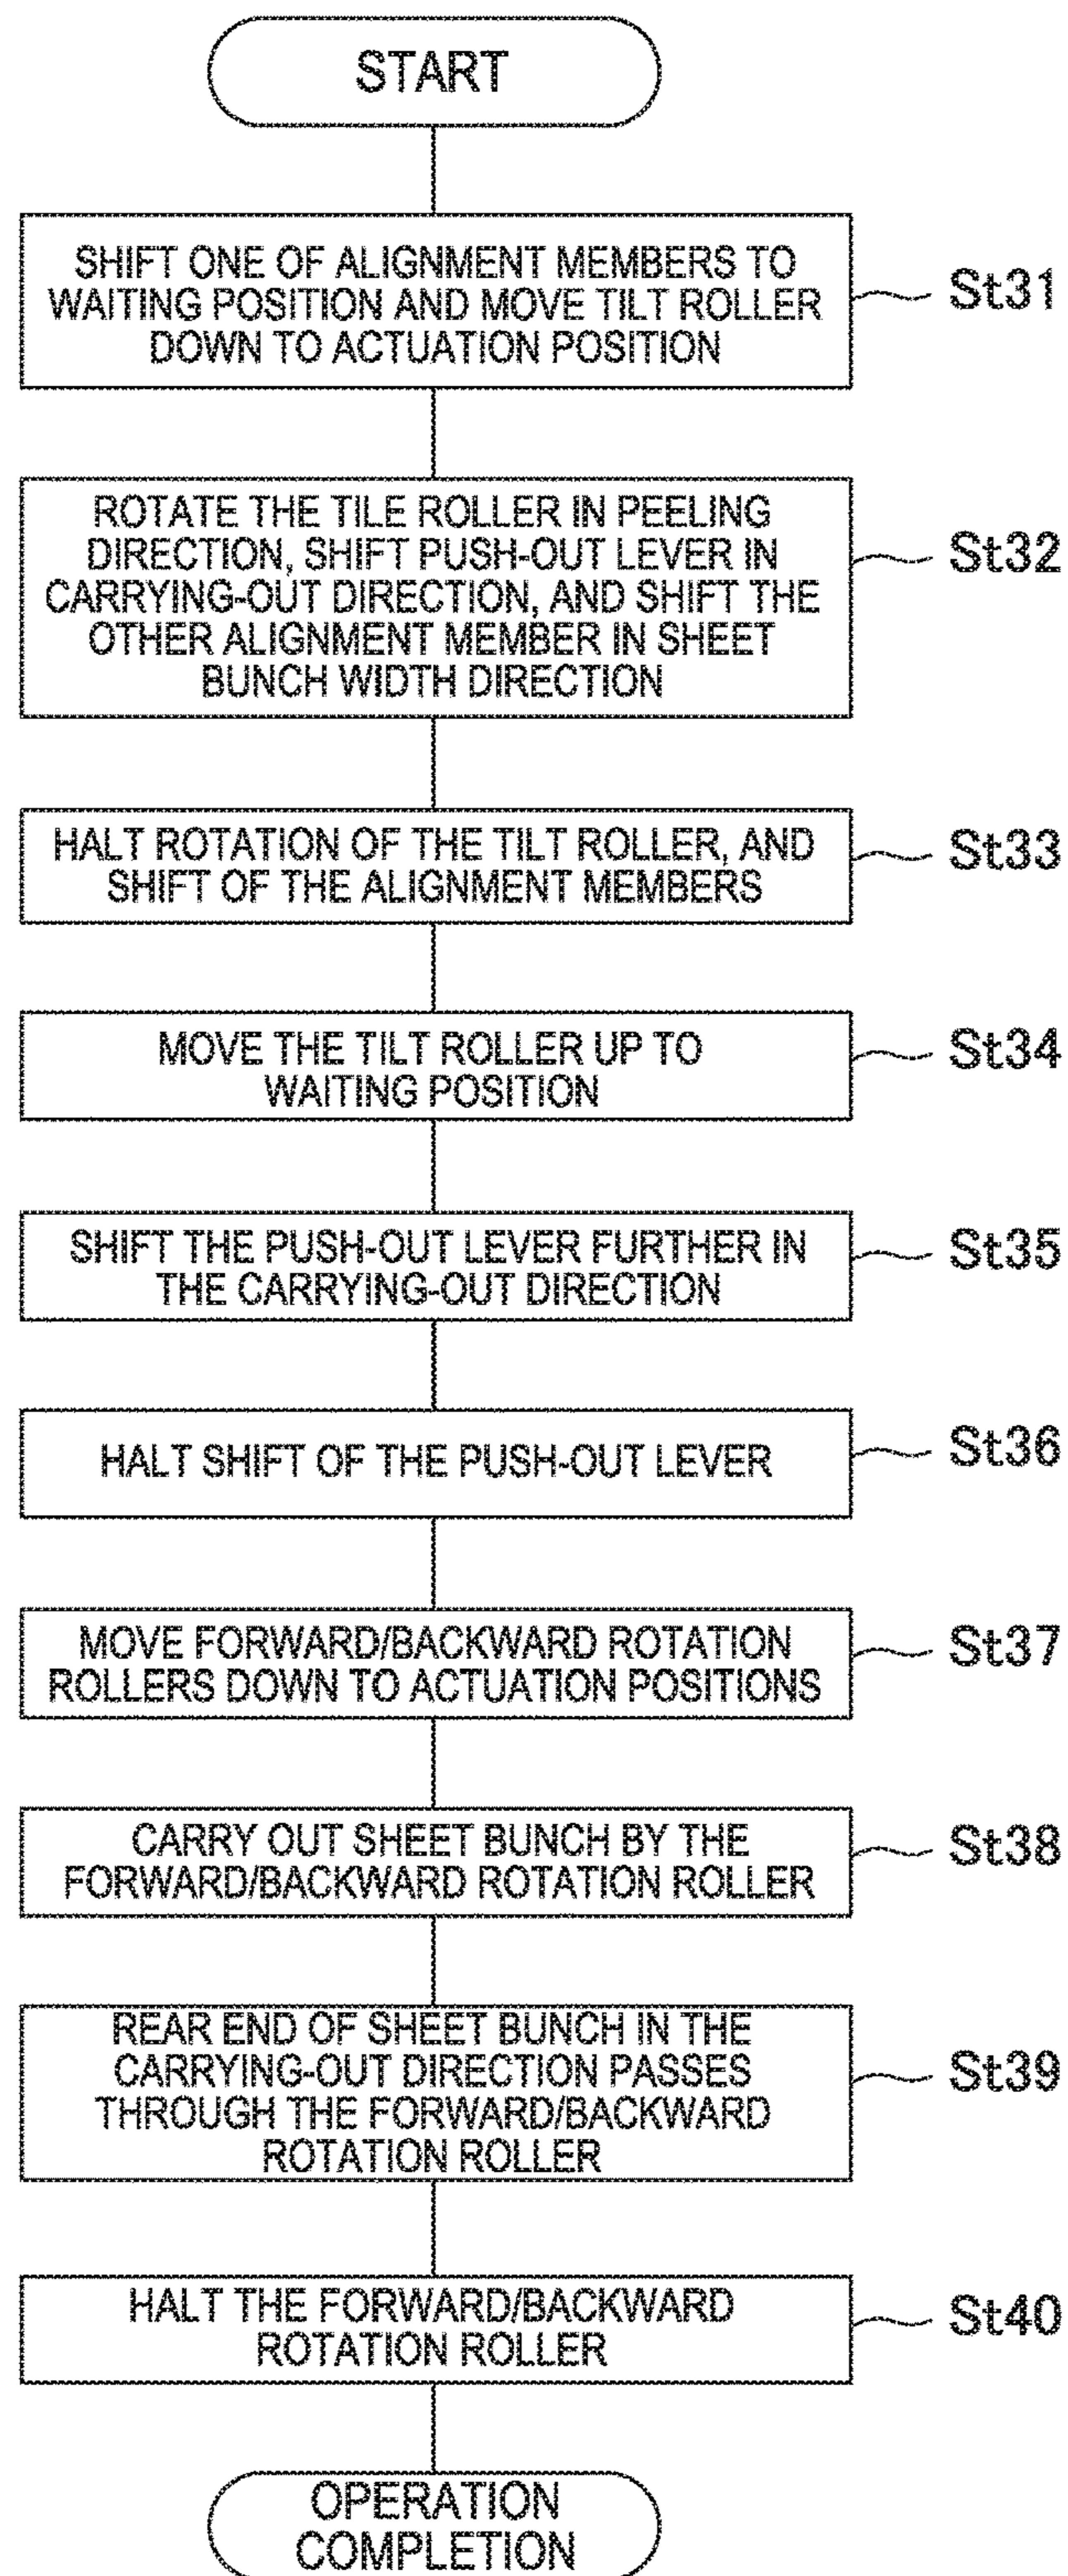 START
SHIFT ONE OF ALIGNMENT MEMBERS TO
WAITING POSITION AND MOVE TILT ROLLER
DOWN TO ACTUATION POSITION
St31
ROTATE THE TILE ROLLER IN PEELING
DIRECTION, SHIFT PUSH-OUT LEVER IN
CARRYING-OUT DIRECTION, AND SHIFT THE
OTHER ALIGNMENT MEMBER IN SHEET
BUNCH WIDTH DIRECTION
St32
HALT ROTATION OF THE TILT ROLLER, AND
SHIFT OF THE ALIGNMENT MEMBERS
St33
MOVE THE TILT ROLLER UP TO
WAITING POSITION
St34
SHIFT THE PUSH-OUT LEVER FURTHER IN
THE CARRYING-OUT DIRECTION
St35
HALT SHIFT OF THE PUSH-OUT LEVER
St36
MOVE FORWARD/BACKWARD ROTATION
ROLLERS DOWN TO ACTUATION POSITIONS
St37
CARRY OUT SHEET BUNCH BY THE
FORWARD/BACKWARD ROTATION ROLLER
St38
REAR END OF SHEET BUNCH IN THE
CARRYING-OUT DIRECTION PASSES
THROUGH THE FORWARD/BACKWARD
ROTATION ROLLER
St39
HALT THE FORWARD/BACKWARD
ROTATION ROLLER
St40
OPERATION
COMPLETION